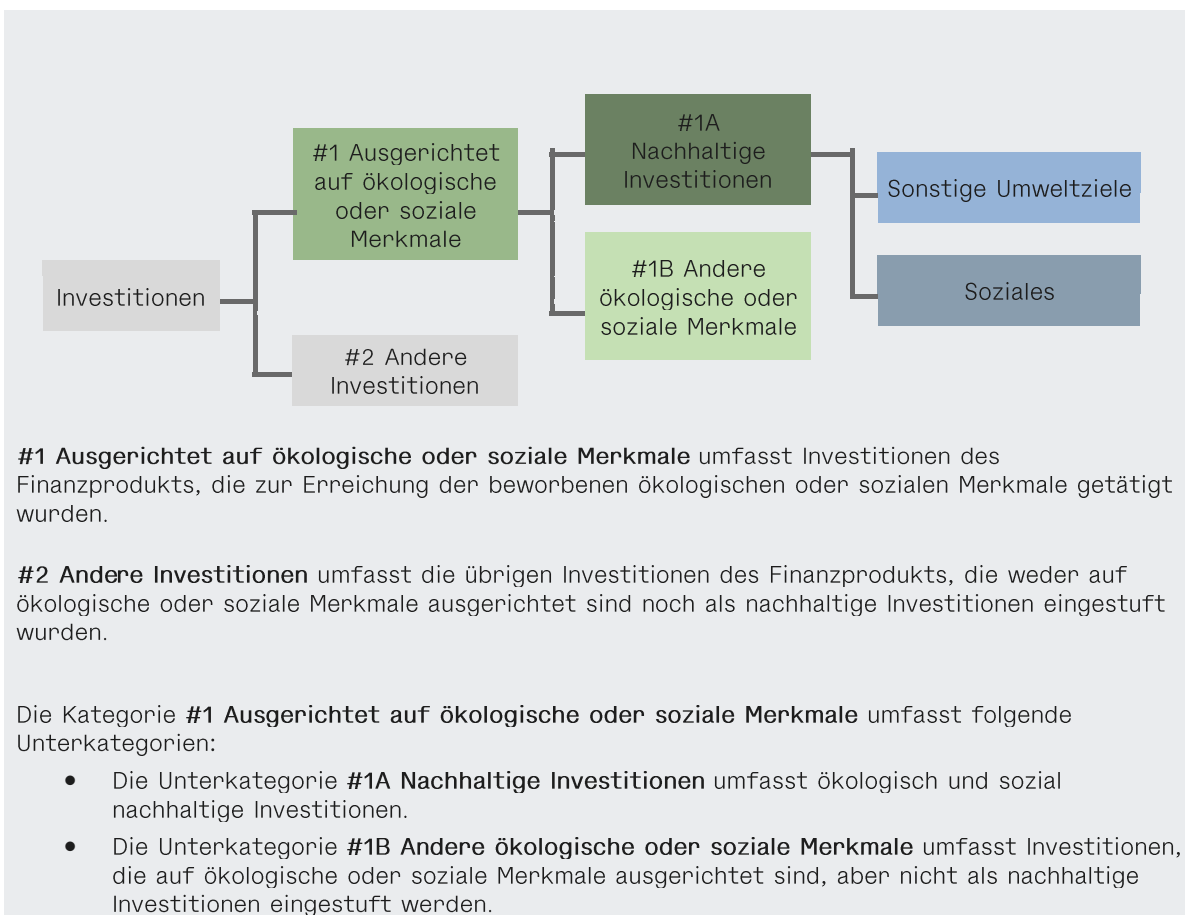 #1 Ausgerichtet
auf ökologische
oder soziale
Merkmale
#1A
Nachhaltige
Investitionen
Sonstige Umweltziele
Investitionen
#1B Andere
ökologische oder
soziale Merkmale
Soziales
#2 Andere
Investitionen
#1 Ausgerichtet auf ökologische oder soziale Merkmale umfasst Investitionen des
Finanzprodukts, die zur Erreichung der beworbenen ökologischen oder sozialen Merkmale getätigt
wurden.
#2 Andere Investitionen umfasst die übrigen Investitionen des Finanzprodukts, die weder auf
ökologische oder soziale Merkmale ausgerichtet sind noch als nachhaltige Investitionen eingestuft
wurden.
Die Kategorie #1 Ausgerichtet auf ökologische oder soziale Merkmale umfasst folgende
Unterkategorien:
• Die Unterkategorie #1A Nachhaltige Investitionen umfasst ökologisch und sozial
nachhaltige Investitionen.
• Die Unterkategorie #1B Andere ökologische oder soziale Merkmale umfasst Investitionen,
die auf ökologische oder soziale Merkmale ausgerichtet sind, aber nicht als nachhaltige
Investitionen eingestuft werden.